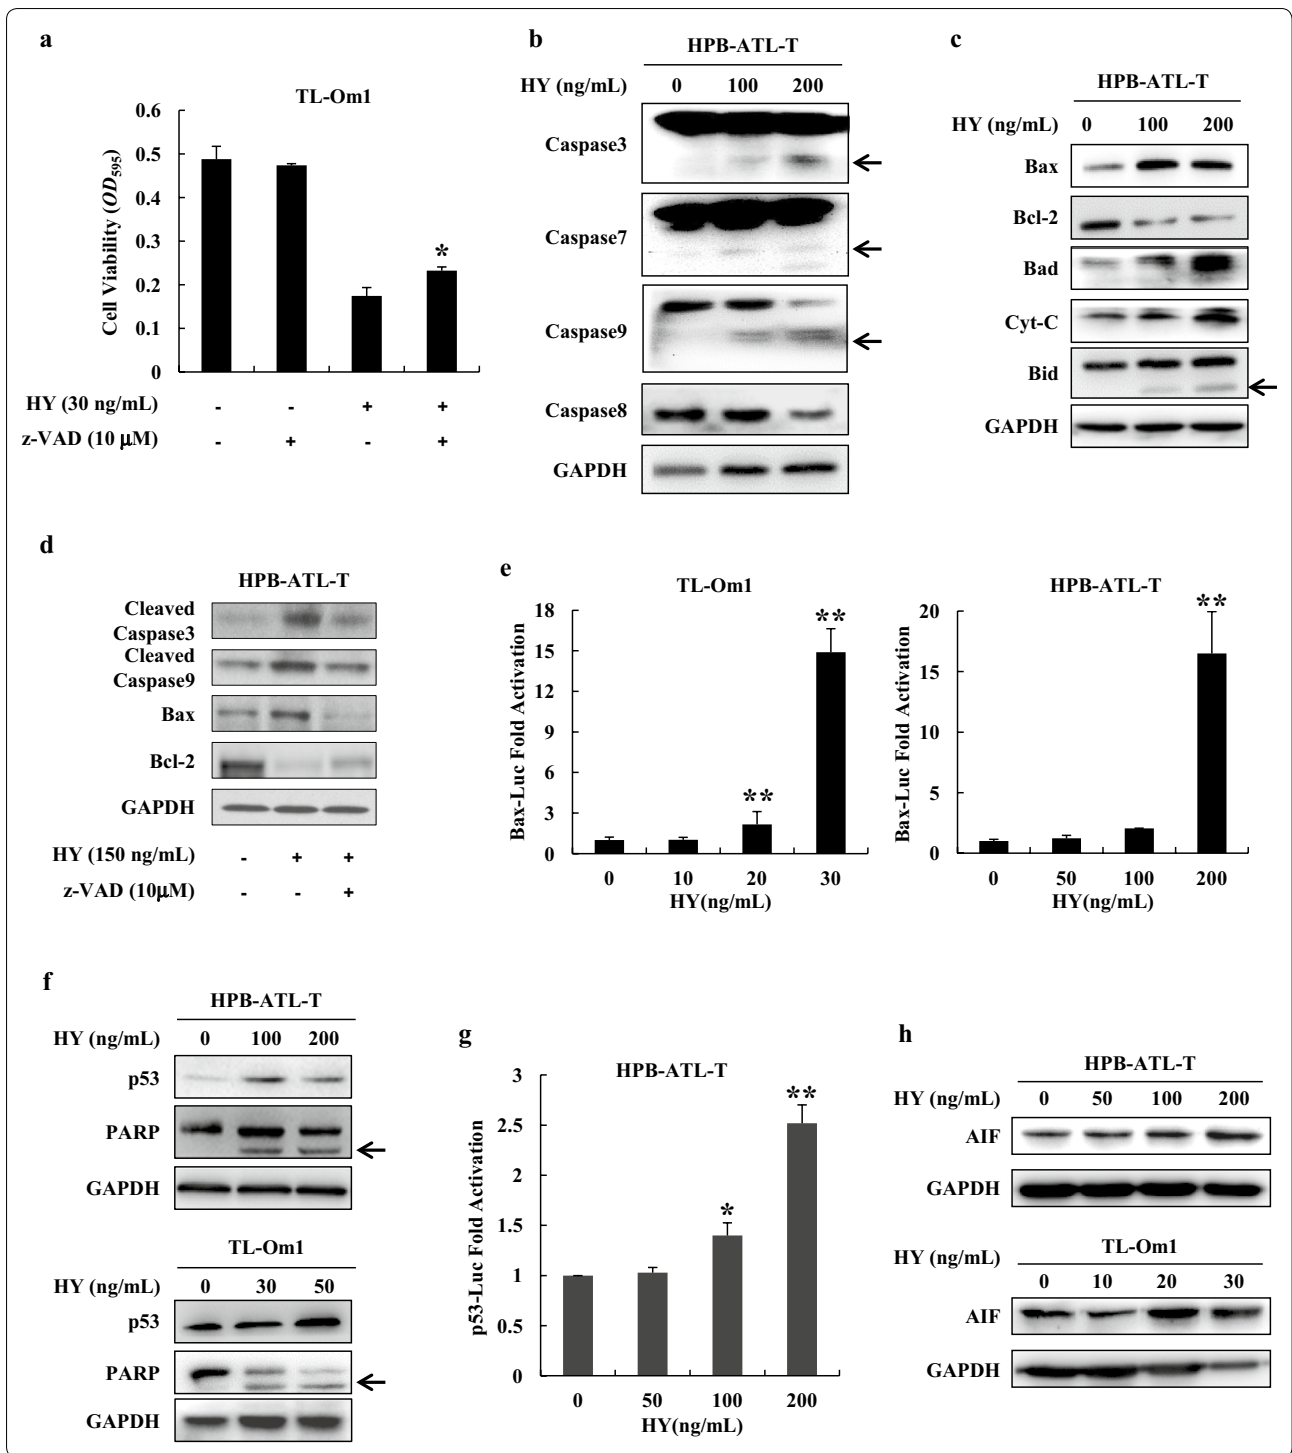 a
TL-Om1
Cell Viability (OD595)
0.6
0.5
0.4
0.3
0.2
0.1
0
*
HY (30 ng/mL) - - + +
z-VAD (10 μM) - + - +
b
HPB-ATL-T
HY (ng/mL) 0 100 200
Caspase3
Caspase7
Caspase9
Caspase8
GAPDH
c
HPB-ATL-T
HY (ng/mL) 0 100 200
Bax
Bcl-2
Bad
Cyt-C
Bid
GAPDH
d
HPB-ATL-T
Cleaved
Caspase3
Cleaved
Caspase9
Bax
Bcl-2
GAPDH
HY (150 ng/mL) - + +
z-VAD (10μM) - - +
e
TL-Om1
Bax-Luc Fold Activation
18
15
12
9
6
3
0
**
**
0 10 20 30
HY(ng/mL)
HPB-ATL-T
Bax-Luc Fold Activation
20
15
10
5
0
**
0 50 100 200
HY(ng/mL)
f
HPB-ATL-T
HY (ng/mL) 0 100 200
p53
PARP
GAPDH
TL-Om1
HY (ng/mL) 0 30 50
p53
PARP
GAPDH
g
HPB-ATL-T
p53-Luc Fold Activation
3
2.5
2
1.5
1
0.5
0
*
**
0 50 100 200
HY(ng/mL)
h
HPB-ATL-T
HY (ng/mL) 0 50 100 200
AIF
GAPDH
TL-Om1
HY (ng/mL)
0 10 20 30
AIF
GAPDH